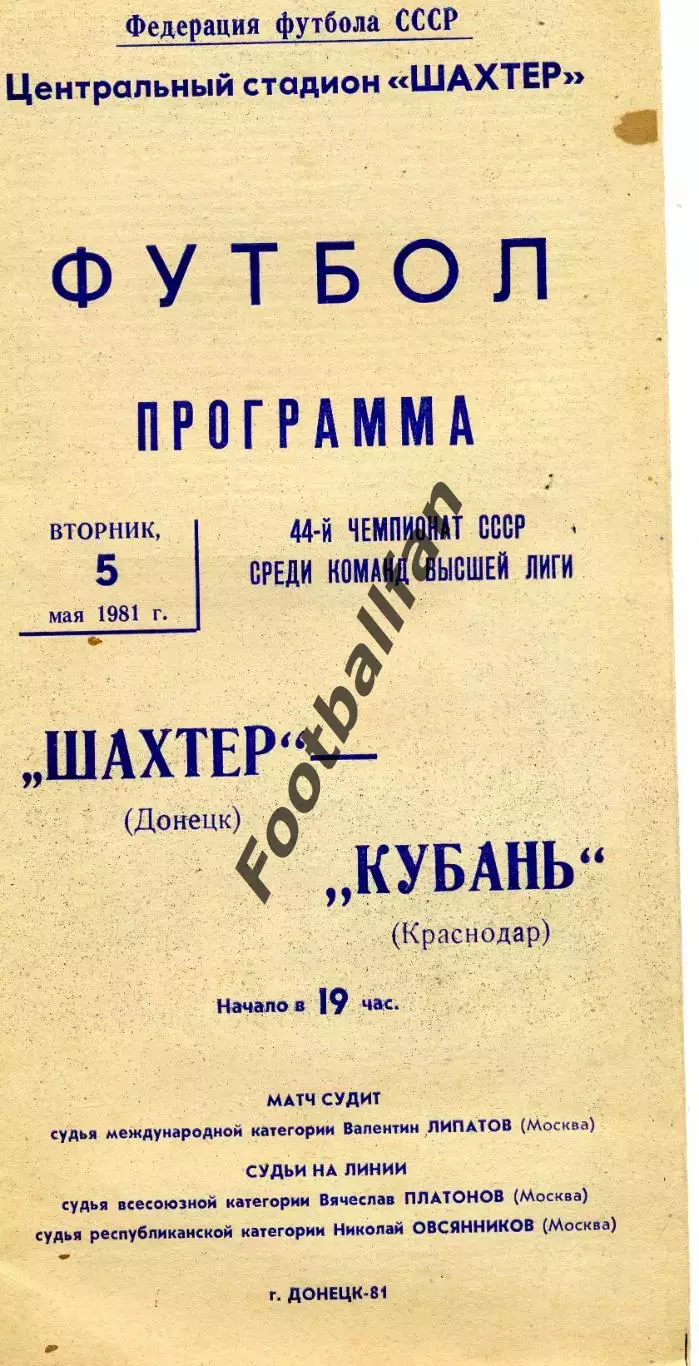 Федерация футбола СССР
Центральный стадион «ШАХТЕР»
ФУТБОЛ
ПРОГРАММА
ВТОРНИК,
5
мая 1981 г.
44-й ЧЕМПИОНАТ СССР
СРЕДИ КОМАНД ВЫСШЕЙ ЛИГИ
„ШАХТЕР“—
(Донецк)
„КУБАНЬ“
(Краснодар)
Footballfan
Начало в 19 час.
МАТЧ СУДИТ
судья международной категории Валентин ЛИПАТОВ (Москва)
СУДЬИ НА ЛИНИИ
судья всесоюзной категории Вячеслав ПЛАТОНОВ (Москва)
судья республиканской категории Николай ОВСЯННИКОВ (Москва)
г. ДОНЕЦК-81